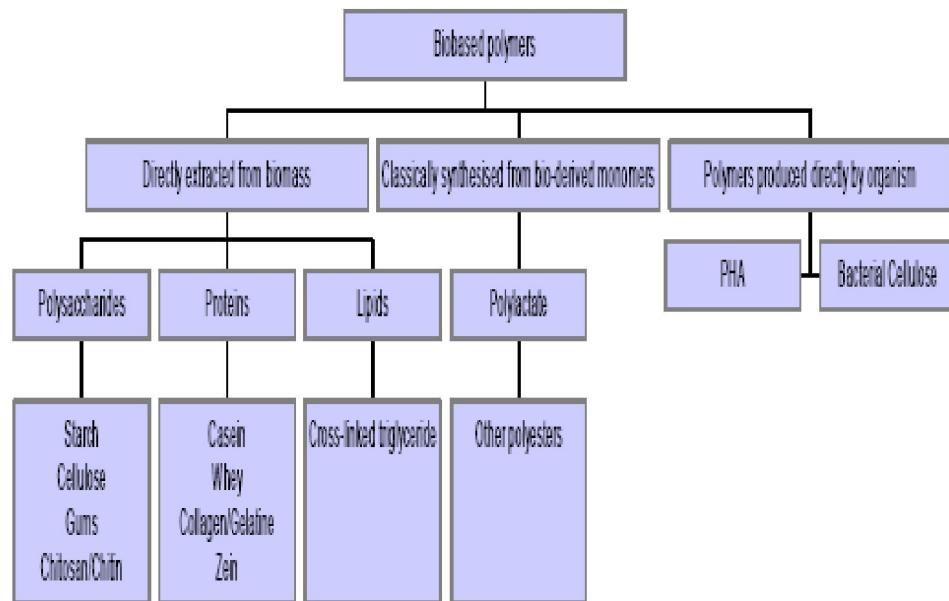 Biobased polymers
Directly extracted from biomass
Classically synthesised from bio-derived monomers
Polymers produced directly by organism
PHA
Bacterial Cellulose
Polysaccharides
Proteins
Lipids
Polylactate
Starch
Cellulose
Gums
Chitosan/Chitin
Casein
Whey
Collagen/Gelatine
Zein
Cross-linked triglyceride
Other polyesters